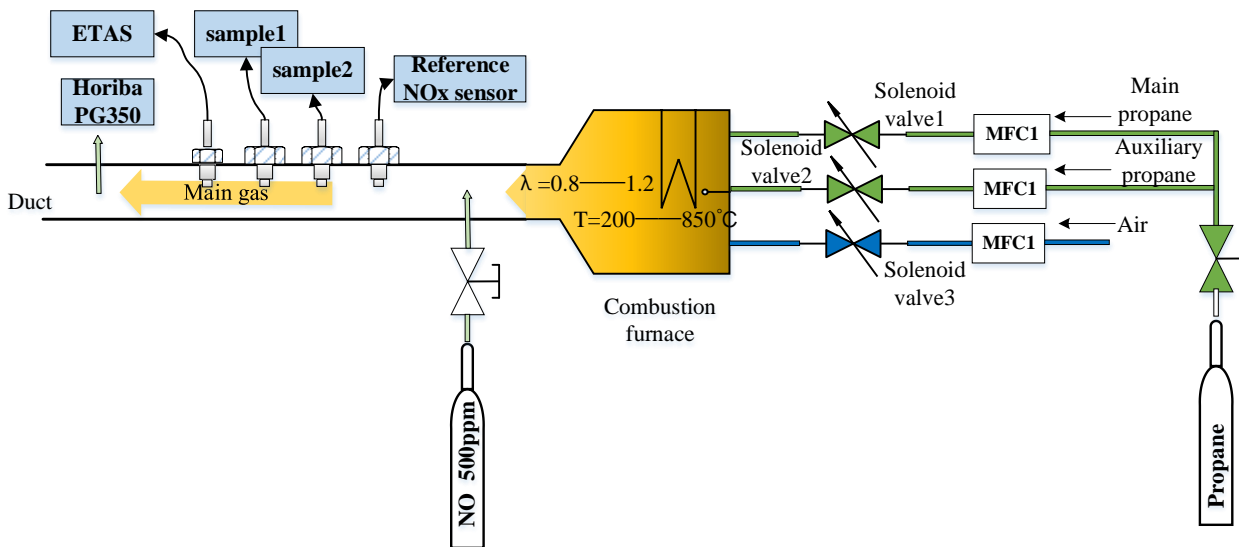 ETAS
sample1
sample2
Reference
NOx sensor
Horiba
PG350
Main gas
Duct
λ =0.8——1.2
T=200——850℃
Combustion
furnace
NO 500ppm
Solenoid
valve1
Solenoid
valve2
Solenoid
valve3
MFC1
MFC1
MFC1
Main
propane
Auxiliary
propane
Air
Propane